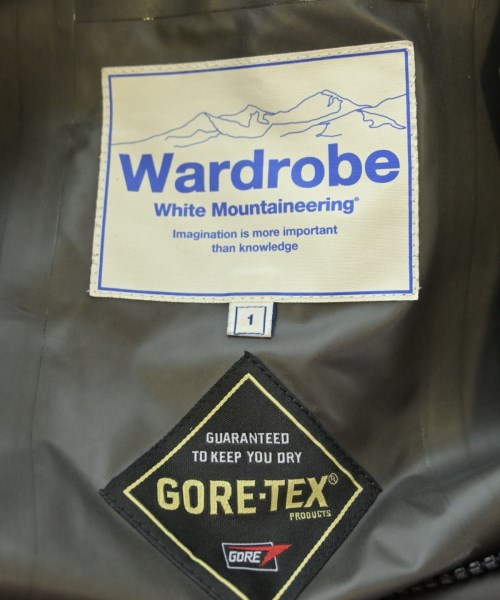 Wardrobe
White Mountaineering®
Imagination is more important
than knowledge
1
GUARANTEED
TO KEEP YOU DRY
GORE-TEX®
PRODUCTS
GORE